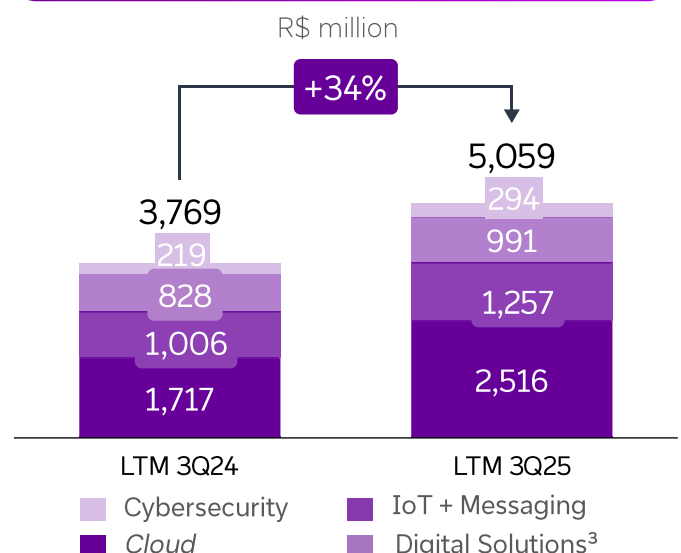 R$ million
+34%
3,769
5,059
219
294
828
991
1,006
1,257
1,717
2,516
LTM 3Q24
LTM 3Q25
Cybersecurity
IoT + Messaging
Cloud
Digital Solutions³